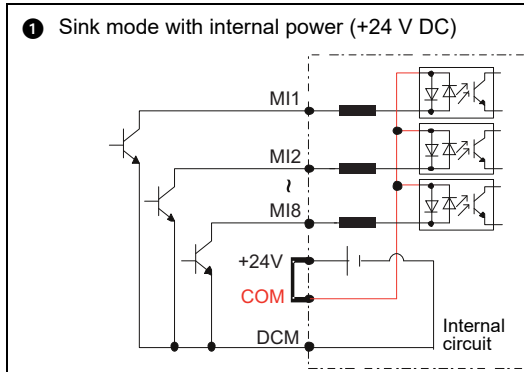 ❶ Sink mode with internal power (+24 V DC)
MI1
MI2
~
MI8
+24V
COM
DCM
Internal
circuit